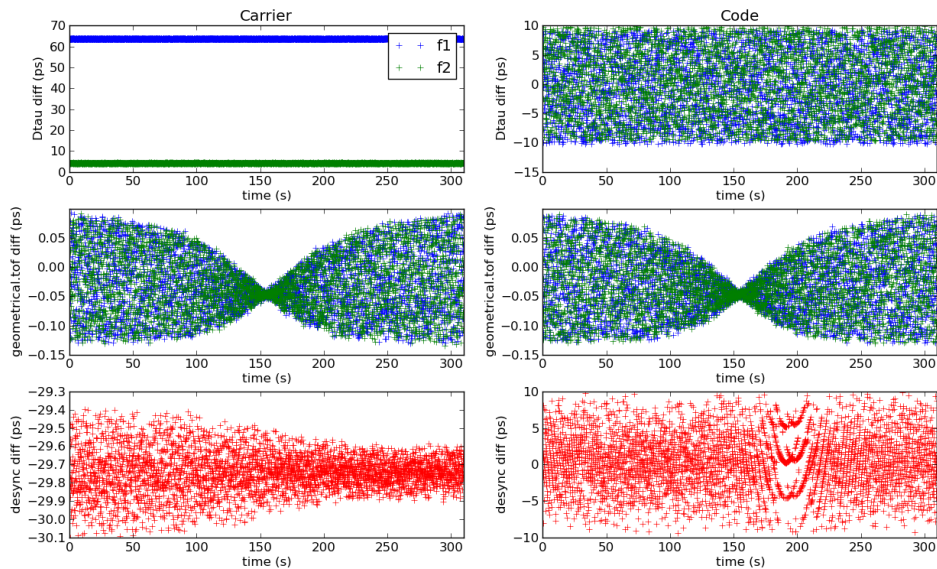 Carrier
Code
70
60
50
40
30
20
10
0
Dtau diff (ps)
f1
f2
0 50 100 150 200 250 300
time (s)
10
5
0
−5
−10
−15
Dtau diff (ps)
0 50 100 150 200 250 300
time (s)
0.05
0.00
−0.05
−0.10
−0.15
geometrical.tof diff (ps)
0 50 100 150 200 250 300
time (s)
0.05
0.00
−0.05
−0.10
−0.15
geometrical.tof diff (ps)
0 50 100 150 200 250 300
time (s)
−29.3
−29.4
−29.5
−29.6
−29.7
−29.8
−29.9
−30.0
−30.1
desync diff (ps)
0 50 100 150 200 250 300
time (s)
10
5
0
−5
−10
desync diff (ps)
0 50 100 150 200 250 300
time (s)